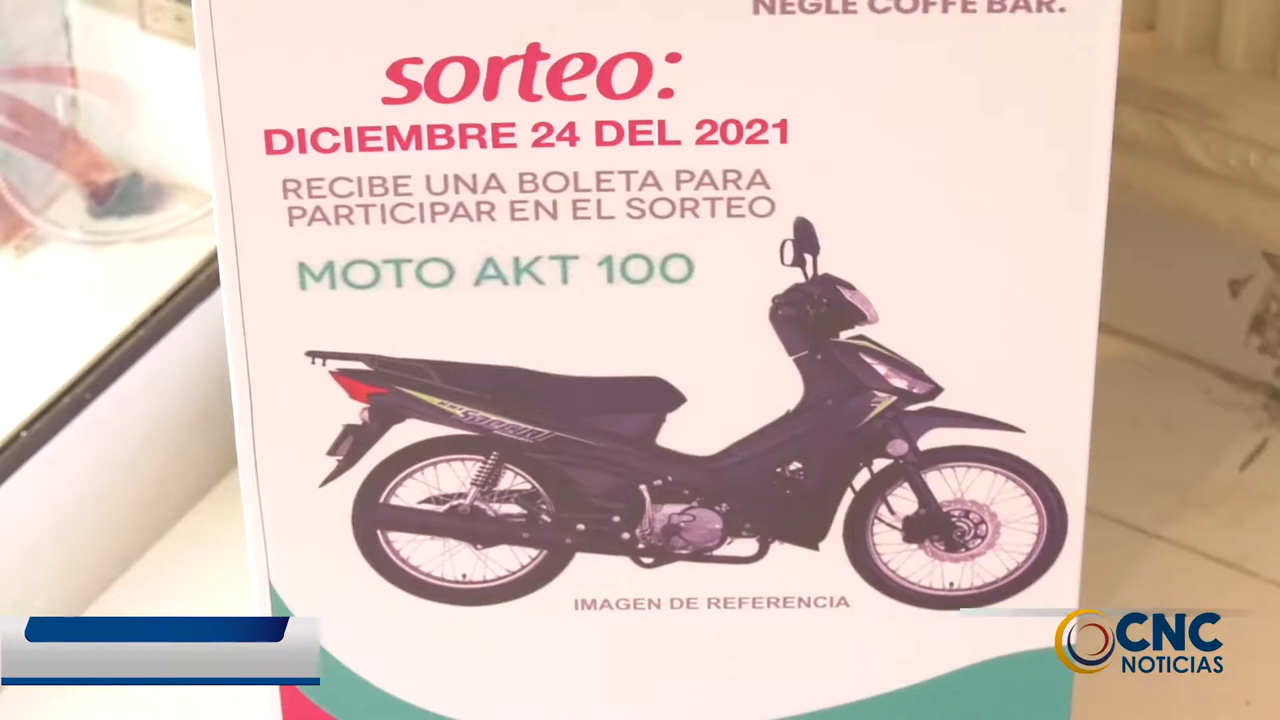 NEGLE COFFE BAR.
sorteo:
DICIEMBRE 24 DEL 2021
RECIBE UNA BOLETA PARA
PARTICIPAR EN EL SORTEO
MOTO AKT 100
Special
IMAGEN DE REFERENCIA
CNC
NOTICIAS